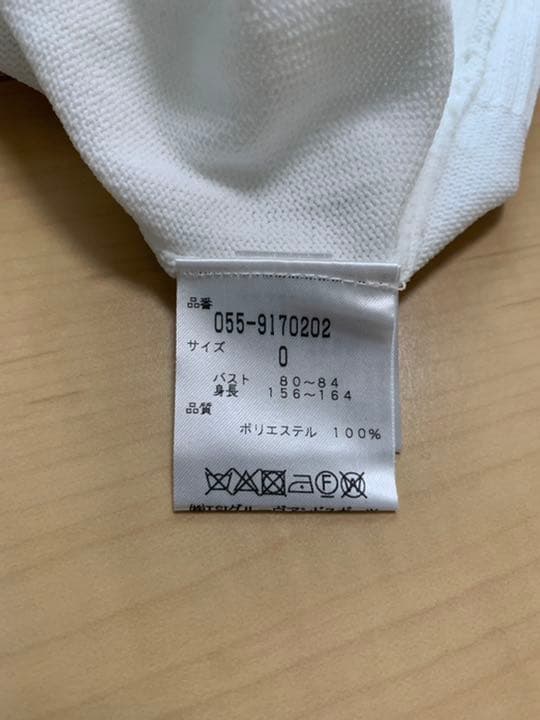 品番
055-9170202
サイズ
0
バスト 80~84
身長 156~164
品質
ポリエステル 100%
F W